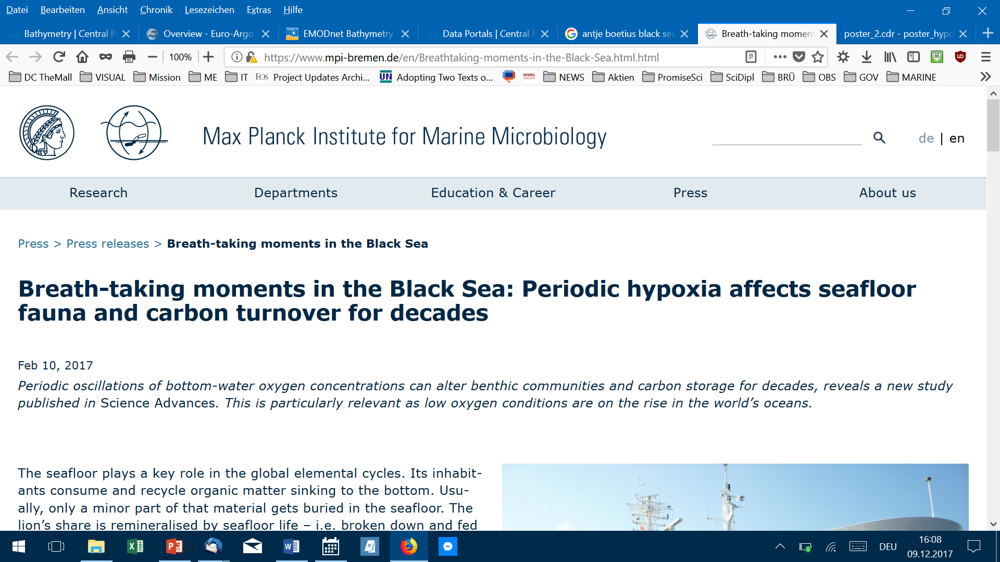 Datei Bearbeiten Ansicht Chronik Lesezeichen Extras Hilfe
Bathymetry | Central P Overview - Euro-Argo EMODnet Bathymetry Data Portals | Central P antje boetius black sea Breath-taking moment poster_2.cdr - poster_hypo
100% https://www.mpi-bremen.de/en/Breathtaking-moments-in-the-Black-Sea.html.html
DC TheMall VISUAL Mission ME IT EOS Project Updates Archi... UN Adopting Two Texts o... SPIEGEL ONLINE NEWS Aktien PromiseSci SciDipl BRÜ OBS GOV MARINE
Max Planck Institute for Marine Microbiology
de | en
Research Departments Education & Career Press About us
Press > Press releases > Breath-taking moments in the Black Sea
Breath-taking moments in the Black Sea: Periodic hypoxia affects seafloor
fauna and carbon turnover for decades
Feb 10, 2017
Periodic oscillations of bottom-water oxygen concentrations can alter benthic communities and carbon storage for decades, reveals a new study
published in Science Advances. This is particularly relevant as low oxygen conditions are on the rise in the world’s oceans.
The seafloor plays a key role in the global elemental cycles. Its inhabit-
ants consume and recycle organic matter sinking to the bottom. Usu-
ally, only a minor part of that material gets buried in the seafloor. The
lion’s share is remineralised by seafloor life – i.e. broken down and fed
DEU 16:08
09.12.2017